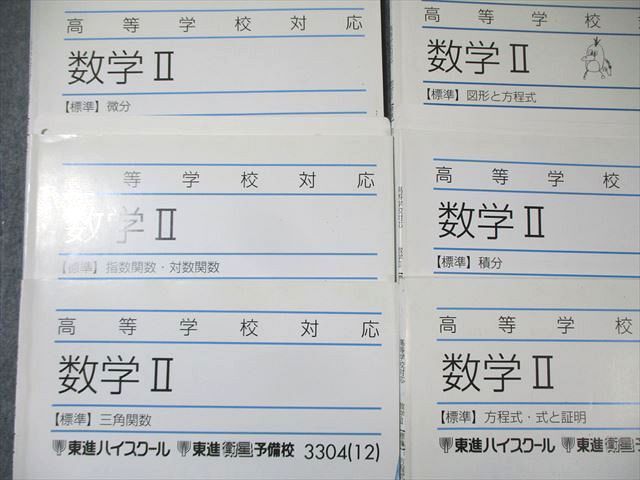 高等学校対応
数学Ⅱ
【標準】微分
高等学校
数学Ⅱ
【標準】図形と方程式
等学校対応
数学Ⅱ
【標準】指数関数・対数関数
高等学校
数学Ⅱ
【標準】積分
高等学校対応
数学Ⅱ
【標準】三角関数
東進ハイスクール 東進衛星予備校 3304(12)
高等学校
数学Ⅱ
【標準】方程式・式と証明
東進ハイスクール 東進衛星